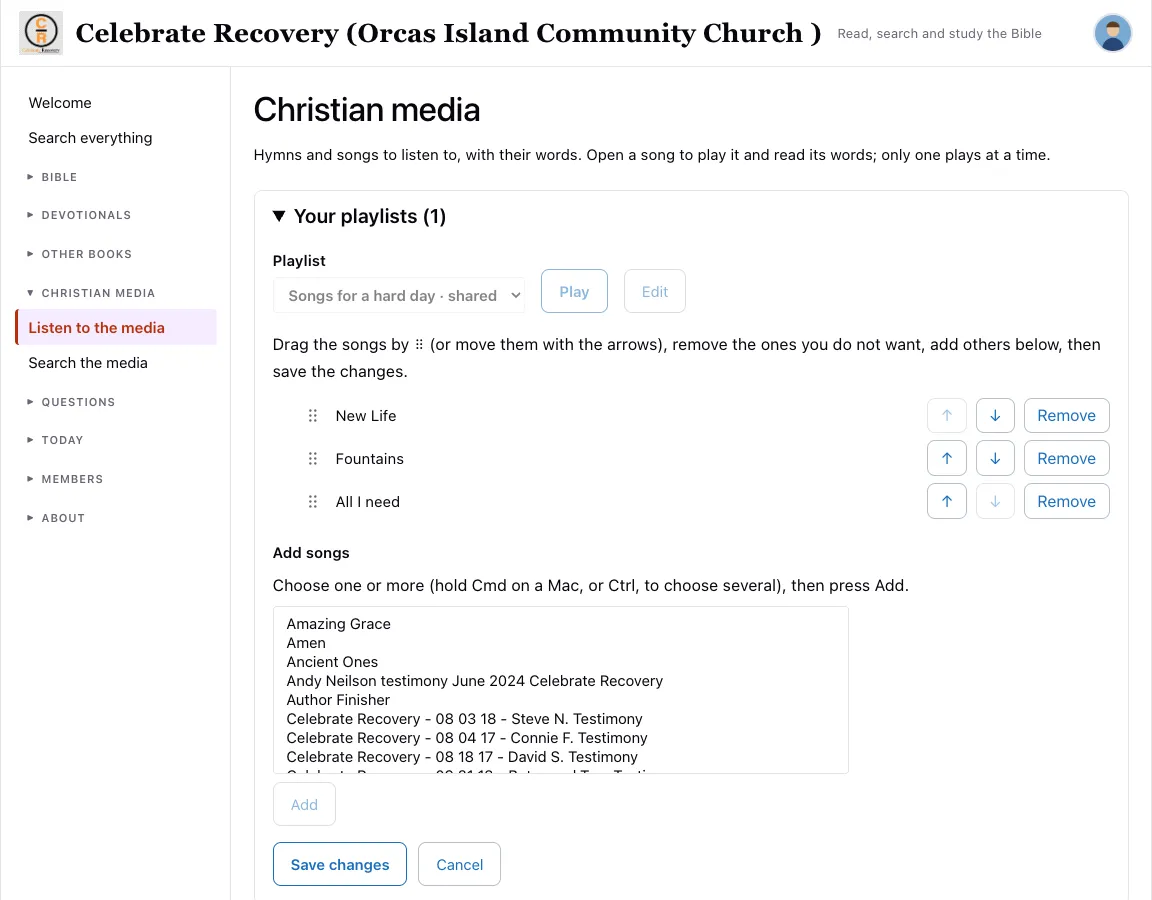 Celebrate Recovery (Orcas Island Community Church )
Read, search and study the Bible
Welcome
Search everything
BIBLE
DEVOTIONALS
OTHER BOOKS
CHRISTIAN MEDIA
Listen to the media
Search the media
QUESTIONS
TODAY
MEMBERS
ABOUT
Christian media
Hymns and songs to listen to, with their words. Open a song to play it and read its words; only one plays at a time.
Your playlists (1)
Playlist
Songs for a hard day · shared
Play
Edit
Drag the songs by ⠿ (or move them with the arrows), remove the ones you do not want, add others below, then
save the changes.
New Life
↑ ↓ Remove
Fountains
↑ ↓ Remove
All I need
↑ ↓ Remove
Add songs
Choose one or more (hold Cmd on a Mac, or Ctrl, to choose several), then press Add.
Amazing Grace
Amen
Ancient Ones
Andy Neilson testimony June 2024 Celebrate Recovery
Author Finisher
Celebrate Recovery - 08 03 18 - Steve N. Testimony
Celebrate Recovery - 08 04 17 - Connie F. Testimony
Celebrate Recovery - 08 18 17 - David S. Testimony
Add
Save changes
Cancel